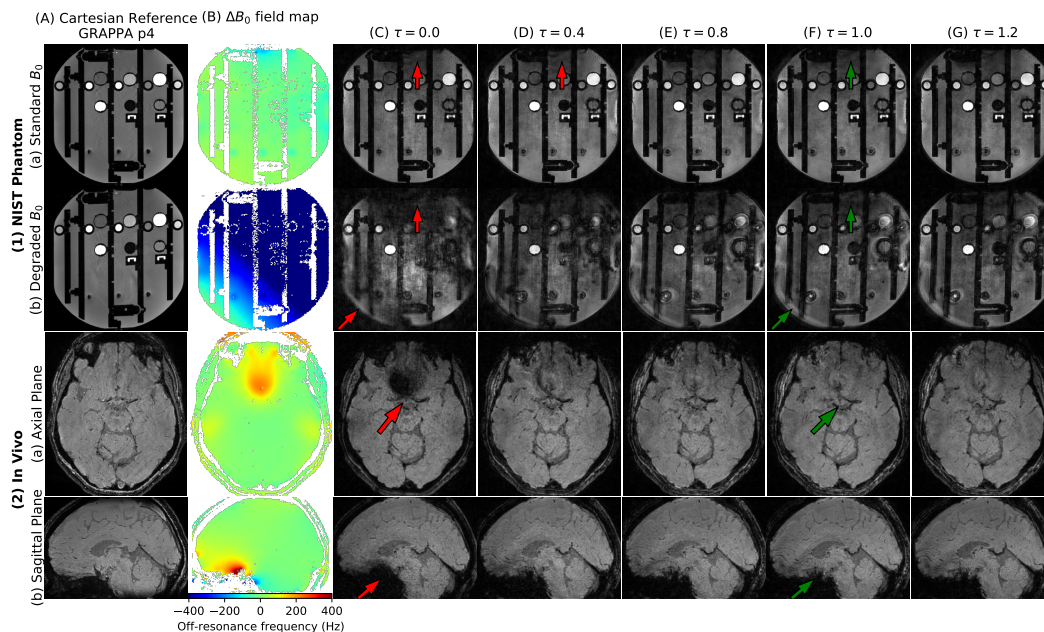 (A) Cartesian Reference
GRAPPA p4
(B) ΔB₀ field map
(C) τ = 0.0
(D) τ = 0.4
(E) τ = 0.8
(F) τ = 1.0
(G) τ = 1.2
(1) NIST Phantom
(a) Standard B₀
(b) Degraded B₀
(2) In Vivo
(a) Axial Plane
(b) Sagittal Plane
−400 −200 0 200 400
Off-resonance frequency (Hz)